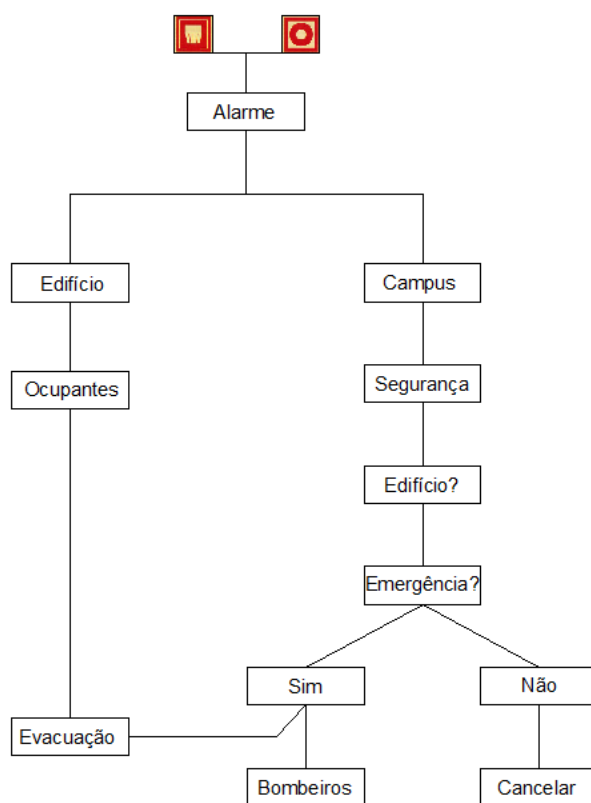 Alarme
Edifício
Campus
Ocupantes
Segurança
Edifício?
Emergência?
Sim
Não
Evacuação
Bombeiros
Cancelar